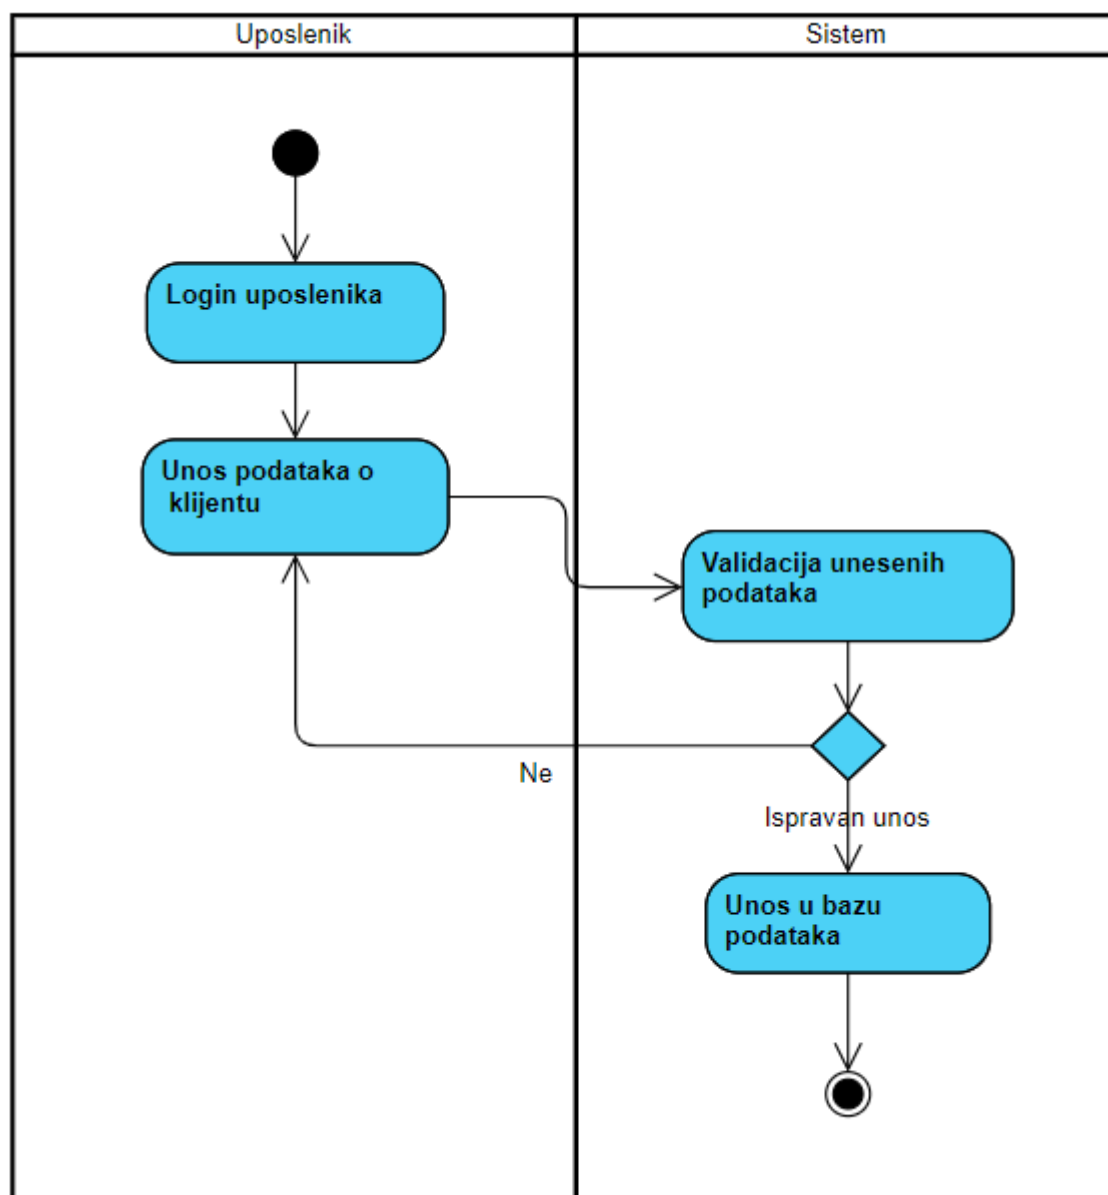 Uposlenik
Sistem
Login uposlenika
Unos podataka o
klijentu
Validacija unesenih
podataka
Ne
Ispravan unos
Unos u bazu
podataka